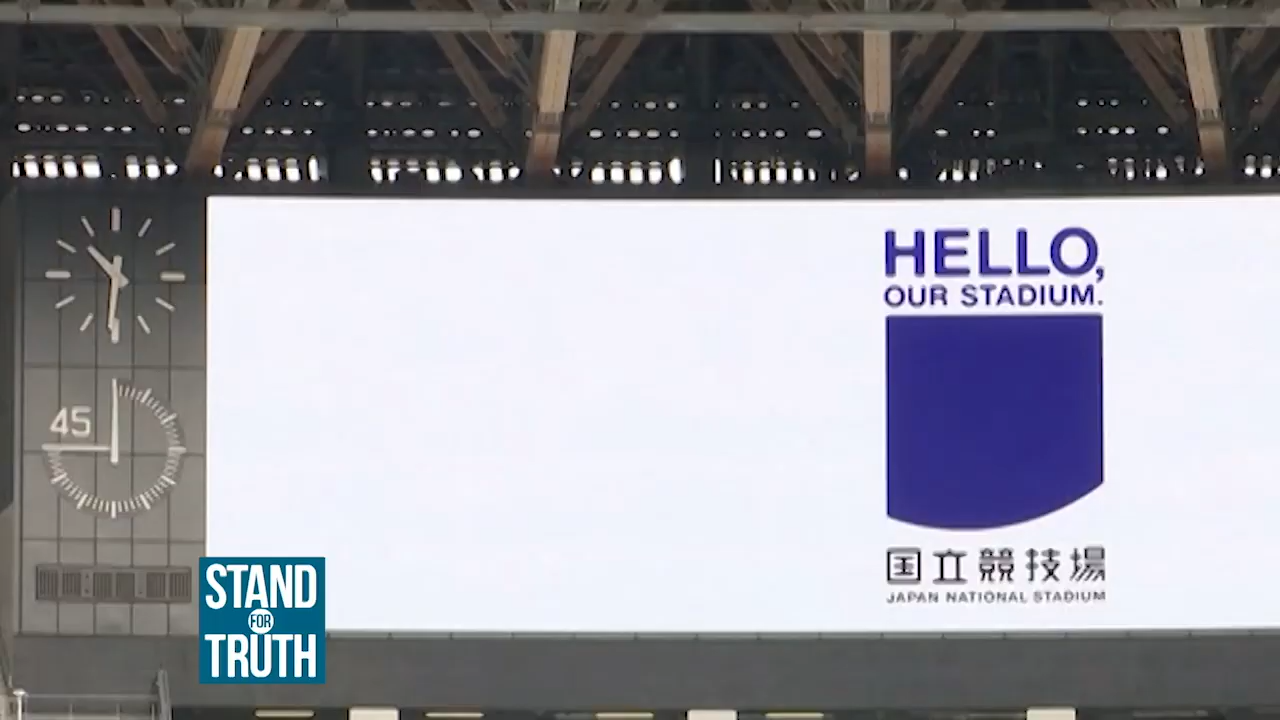 HELLO,
OUR STADIUM.
45
国立競技場
JAPAN NATIONAL STADIUM
STAND
FOR
TRUTH